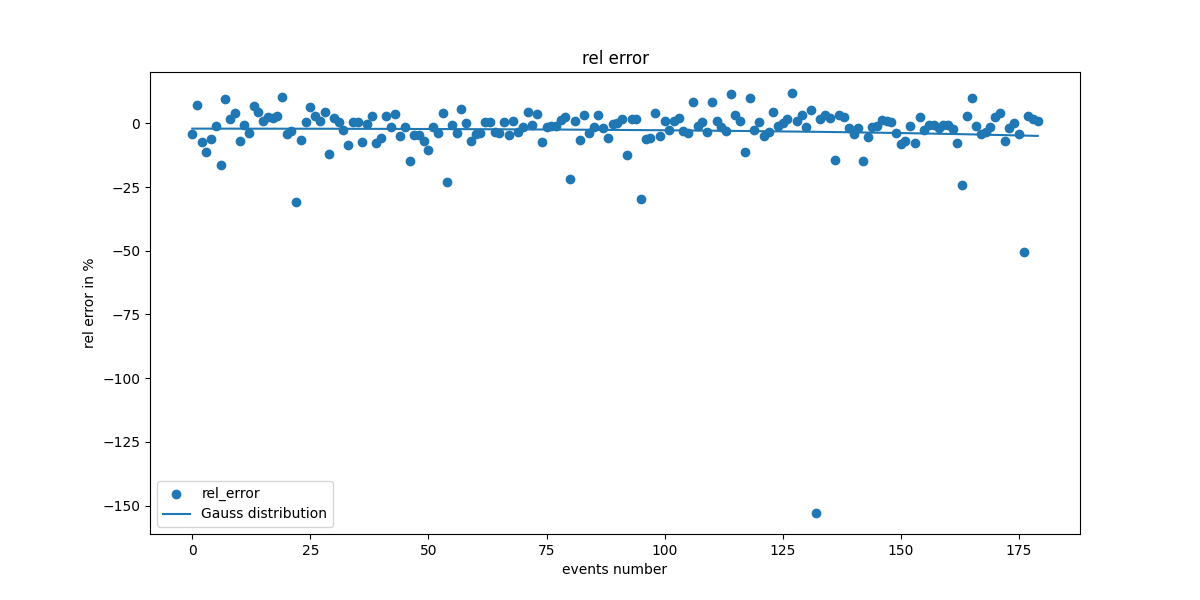 rel error
rel error in %
0
−25
−50
−75
−100
−125
−150
rel_error
Gauss distribution
0 25 50 75 100 125 150 175
events number